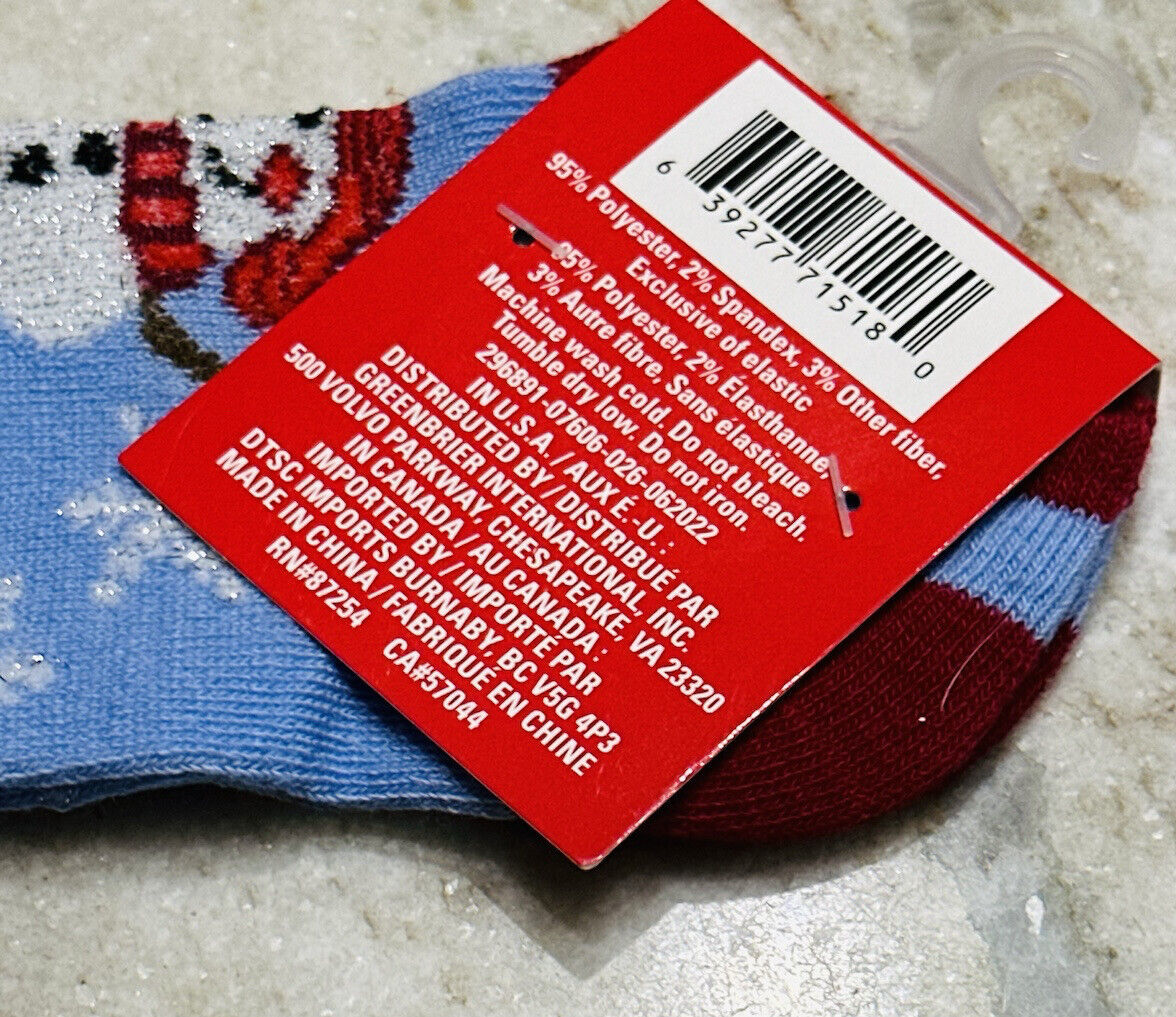 6 39277 71518 0
95% Polyester, 2% Spandex, 3% Other fiber,
Exclusive of elastic
95% Polyester, 2% Élasthanne,
3% Autre fibre, Sans élastique
Machine wash cold. Do not bleach.
Tumble dry low. Do not iron.
296891-07606-026-062022
IN U.S.A. / AUX É.-U.:
DISTRIBUTED BY / DISTRIBUÉ PAR
GREENBRIER INTERNATIONAL, INC.
500 VOLVO PARKWAY, CHESAPEAKE, VA 23320
IN CANADA / AU CANADA:
IMPORTED BY / IMPORTÉ PAR
DTSC IMPORTS BURNABY, BC V5G 4P3
MADE IN CHINA / FABRIQUÉ EN CHINE
RN#87254 CA#57044